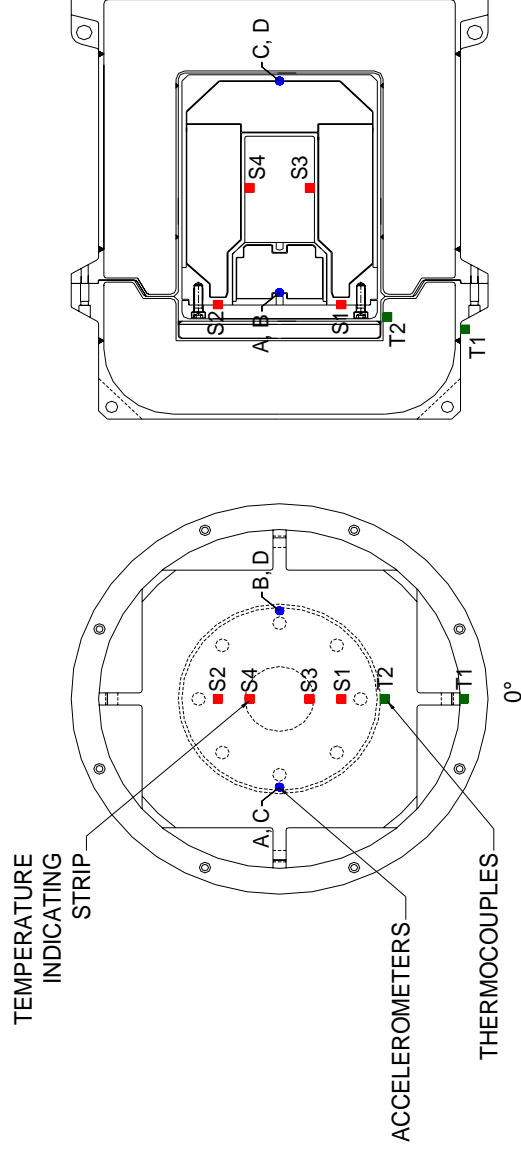 TEMPERATURE
INDICATING
STRIP
ACCELEROMETERS
THERMOCOUPLES
S2
S4
S3
S1
T2
T1
A, C
B, D
0°
S2
S4
S3
S1
T2
T1
A, B
C, D